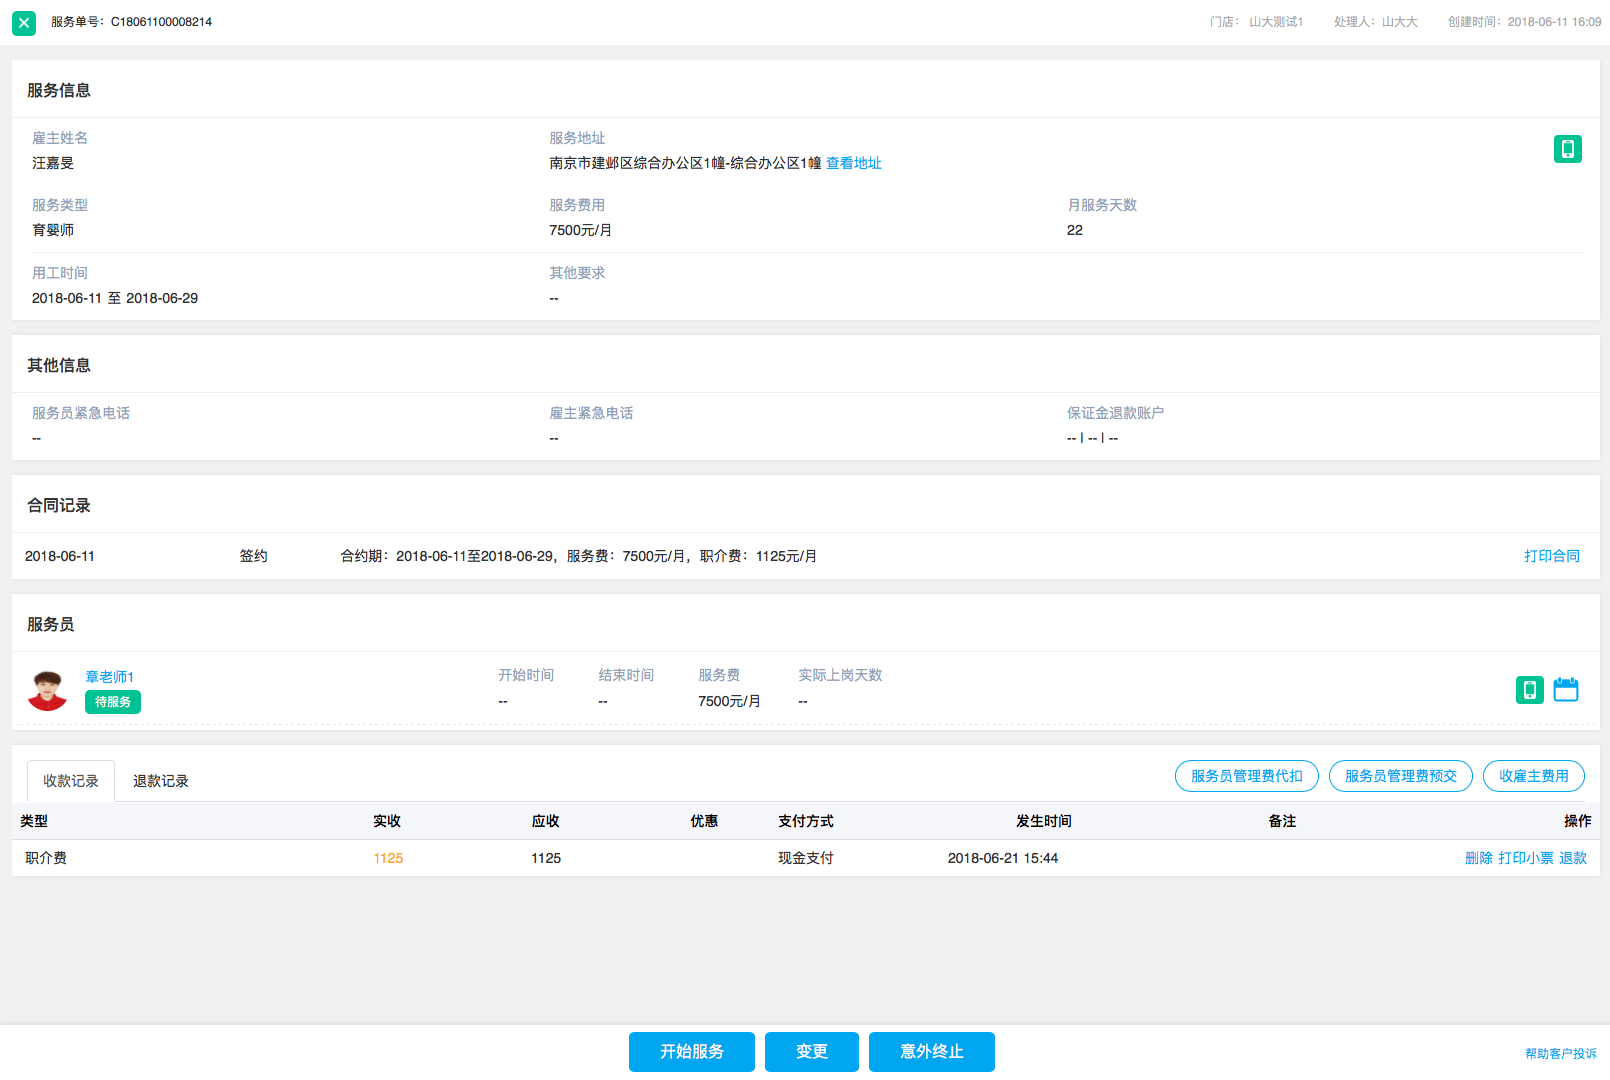 服务单号：C18061100008214 门店： 山大测试1 处理人：山大大 创建时间：2018-06-11 16:09
服务信息
雇主姓名 服务地址
汪嘉旻 南京市建邺区综合办公区1幢-综合办公区1幢 查看地址
服务类型 服务费用 月服务天数
育婴师 7500元/月 22
用工时间 其他要求
2018-06-11 至 2018-06-29 --
其他信息
服务员紧急电话 雇主紧急电话 保证金退款账户
-- -- -- | -- | --
合同记录
2018-06-11 签约 合约期：2018-06-11至2018-06-29，服务费：7500元/月，职介费：1125元/月 打印合同
服务员
章老师1 开始时间 结束时间 服务费 实际上岗天数
待服务 -- -- 7500元/月 --
收款记录 退款记录 服务员管理费代扣 服务员管理费预交 收雇主费用
类型 实收 应收 优惠 支付方式 发生时间 备注 操作
职介费 1125 1125 现金支付 2018-06-21 15:44 删除 打印小票 退款
开始服务 变更 意外终止 帮助客户投诉